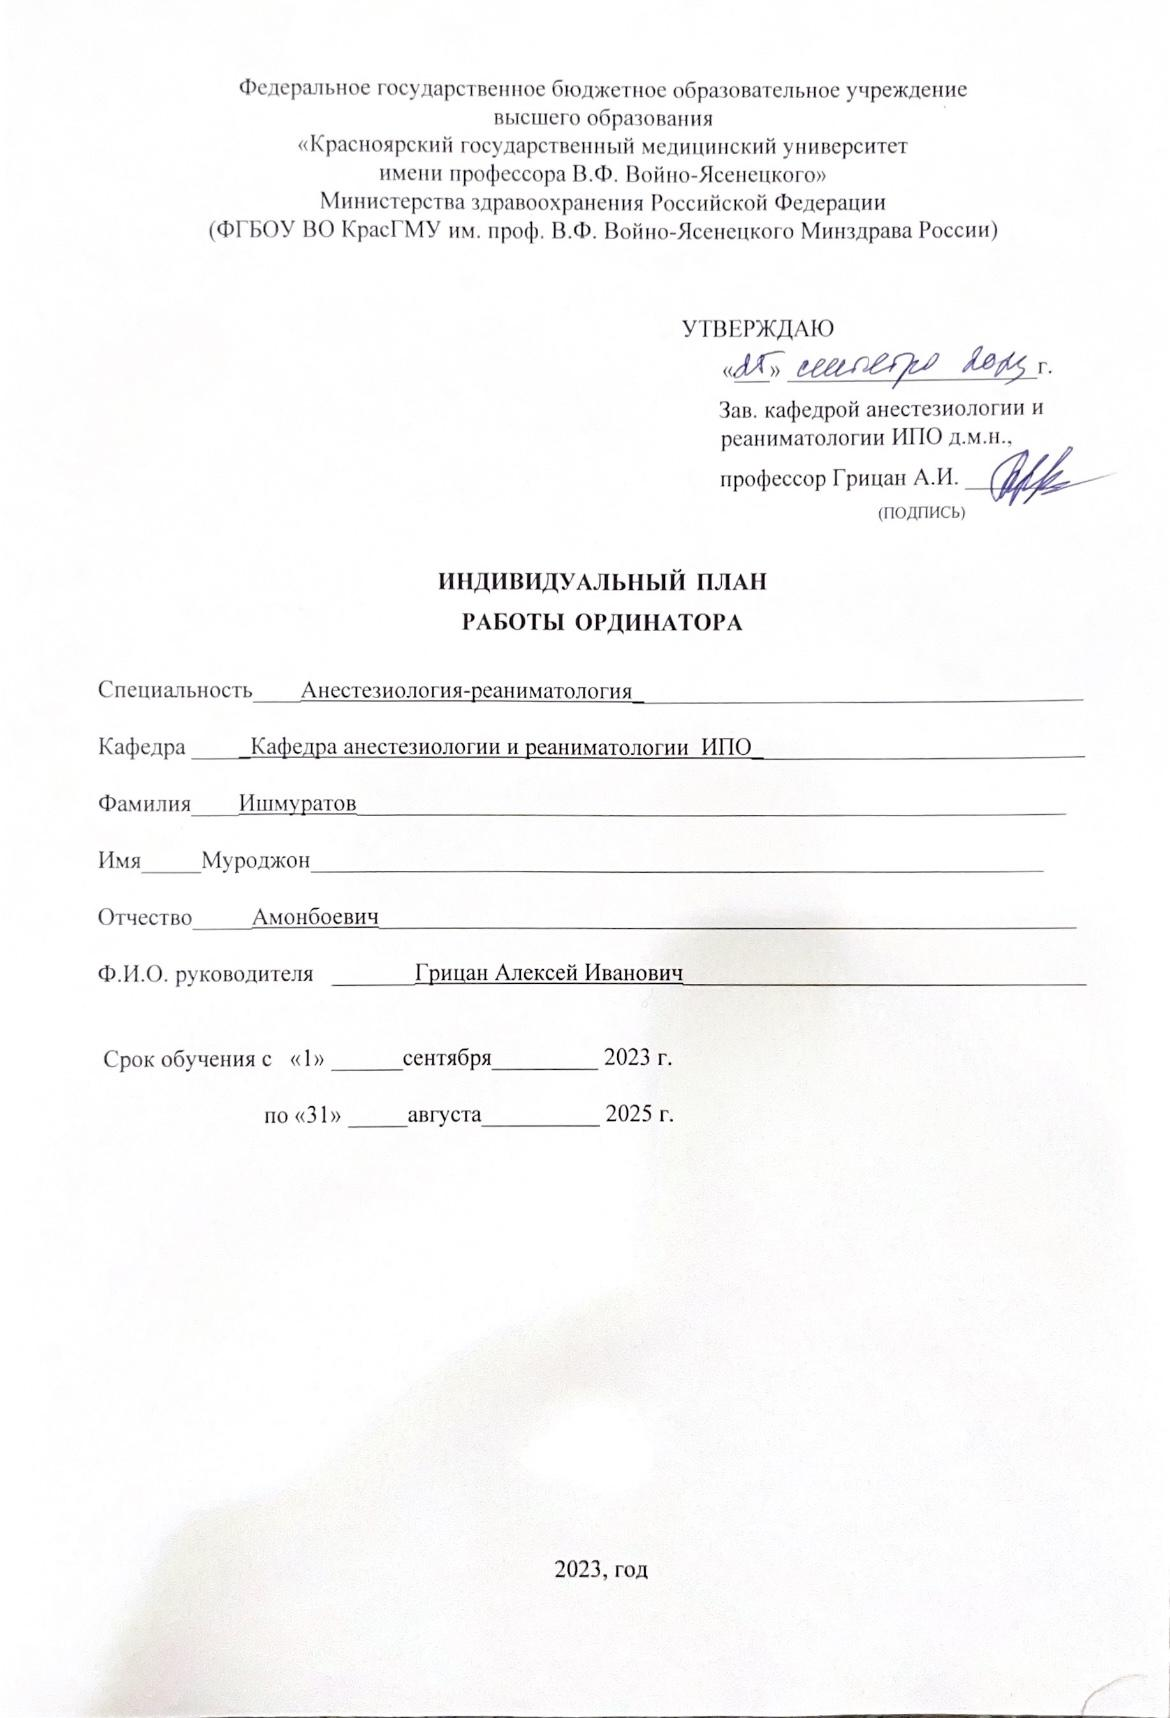 Федеральное государственное бюджетное образовательное учреждение
высшего образования
«Красноярский государственный медицинский университет
имени профессора В.Ф. Войно-Ясенецкого»
Министерства здравоохранения Российской Федерации
(ФГБОУ ВО КрасГМУ им. проф. В.Ф. Войно-Ясенецкого Минздрава России)
УТВЕРЖДАЮ
«25» сентября 2023 г.
Зав. кафедрой анестезиологии и
реаниматологии ИПО д.м.н.,
профессор Грицан А.И.
(ПОДПИСЬ)
ИНДИВИДУАЛЬНЫЙ ПЛАН
РАБОТЫ ОРДИНАТОРА
Специальность Анестезиология-реаниматология
Кафедра Кафедра анестезиологии и реаниматологии ИПО
Фамилия Ишмуратов
Имя Муроджон
Отчество Амонбоевич
Ф.И.О. руководителя Грицан Алексей Иванович
Срок обучения с «1» сентября 2023 г.
по «31» августа 2025 г.
2023, год